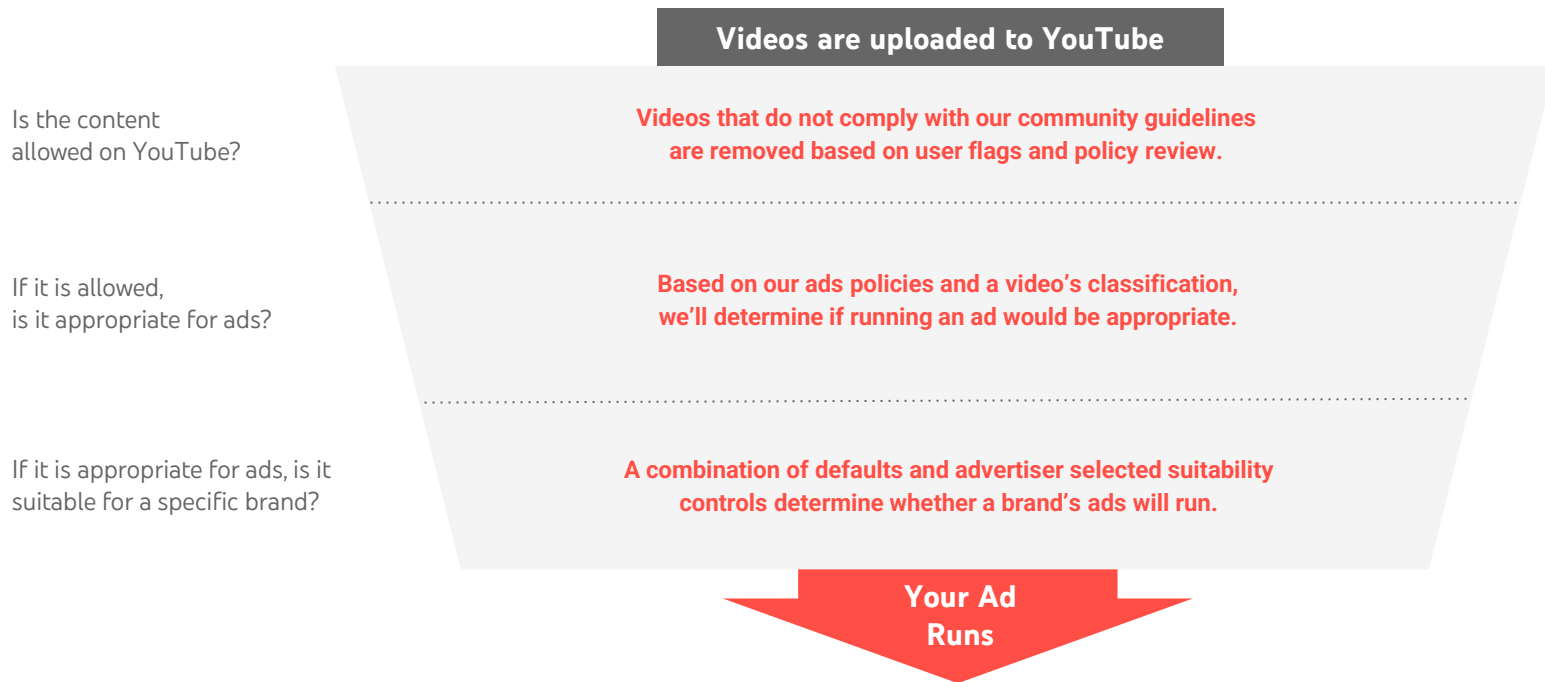 Videos are uploaded to YouTube
Is the content
allowed on YouTube?
Videos that do not comply with our community guidelines
are removed based on user flags and policy review.
If it is allowed,
is it appropriate for ads?
Based on our ads policies and a video’s classification,
we’ll determine if running an ad would be appropriate.
If it is appropriate for ads, is it
suitable for a specific brand?
A combination of defaults and advertiser selected suitability
controls determine whether a brand’s ads will run.
Your Ad
Runs